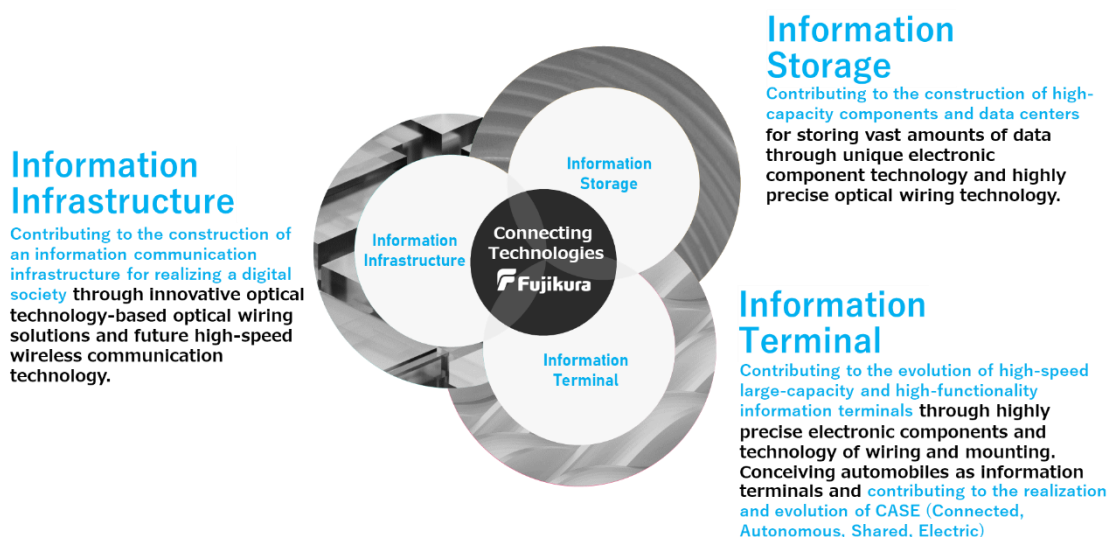 Information
Infrastructure
Contributing to the construction of
an information communication
infrastructure for realizing a digital
society through innovative optical
technology-based optical wiring
solutions and future high-speed
wireless communication
technology.
Information
Infrastructure
Information
Storage
Connecting
Technologies
Fujikura
Information
Terminal
Information
Storage
Contributing to the construction of high-
capacity components and data centers
for storing vast amounts of data
through unique electronic
component technology and highly
precise optical wiring technology.
Information
Terminal
Contributing to the evolution of high-speed
large-capacity and high-functionality
information terminals through highly
precise electronic components and
technology of wiring and mounting.
Conceiving automobiles as information
terminals and contributing to the realization
and evolution of CASE (Connected,
Autonomous, Shared, Electric)